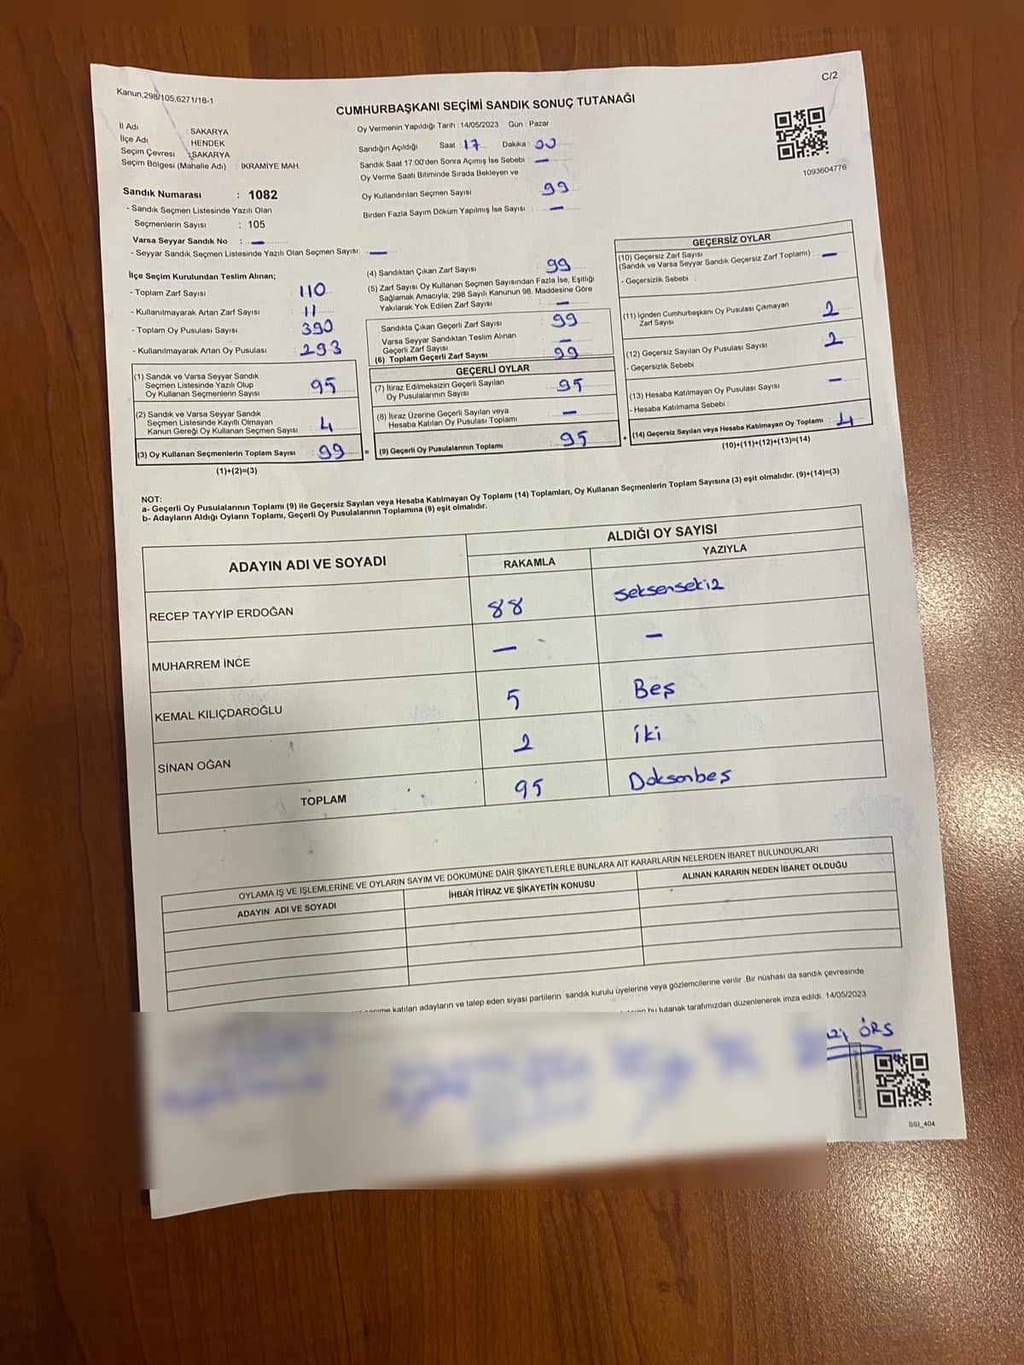 Kanun.298/105,6271/18-1
C/2
CUMHURBAŞKANI SEÇİMİ SANDIK SONUÇ TUTANAĞI
İl Adı : SAKARYA
İlçe Adı : HENDEK
Seçim Çevresi : SAKARYA
Seçim Bölgesi (Mahalle Adı) : İKRAMİYE MAH.
Sandık Numarası : 1082
- Sandık Seçmen Listesinde Yazılı Olan
Seçmenlerin Sayısı : 105
Varsa Seyyar Sandık No : —
- Seyyar Sandık Seçmen Listesinde Yazılı Olan Seçmen Sayısı: —
Oy Vermenin Yapıldığı Tarih :14/05/2023 Gün : Pazar
Sandığın Açıldığı Saat : 17 Dakika : 00
Sandık Saat 17:00'den Sonra Açımış İse Sebebi : —
Oy Verme Saati Bitiminde Sırada Bekleyen ve
Oy Kullandırılan Seçmen Sayısı : 99
Birden Fazla Sayım Döküm Yapılmış İse Sayısı : —
1093604776
İlçe Seçim Kurulundan Teslim Alınan;
- Toplam Zarf Sayısı : 110
- Kullanılmayarak Artan Zarf Sayısı : 11
- Toplam Oy Pusulası Sayısı : 390
- Kullanılmayarak Artan Oy Pusulası : 293
(1) Sandık ve Varsa Seyyar Sandık
Seçmen Listesinde Yazılı Olup
Oy Kullanan Seçmenlerin Sayısı : 95
(2) Sandık ve Varsa Seyyar Sandık
Seçmen Listesinde Kayıtlı Olmayan
Kanun Gereği Oy Kullanan Seçmen Sayısı : 4
(3) Oy Kullanan Seçmenlerin Toplam Sayısı : 99
(1)+(2)=(3)
(4) Sandıktan Çıkan Zarf Sayısı : 99
(5) Zarf Sayısı Oy Kullanan Seçmen Sayısından Fazla İse, Eşitliği
Sağlamak Amacıyla, 298 Sayılı Kanunun 98. Maddesine Göre
Yakılarak Yok Edilen Zarf Sayısı : —
Sandıkta Çıkan Geçerli Zarf Sayısı : 99
Varsa Seyyar Sandıktan Teslim Alınan
Geçerli Zarf Sayısı : —
(6) Toplam Geçerli Zarf Sayısı : 99
GEÇERLİ OYLAR
(7) İtiraz Edilmeksizin Geçerli Sayılan
Oy Pusulalarının Sayısı : 95
(8) İtiraz Üzerine Geçerli Sayılan veya
Hesaba Katılan Oy Pusulası Toplamı : —
= (9) Geçerli Oy Pusulalarının Toplamı : 95
GEÇERSİZ OYLAR
(10) Geçersiz Zarf Sayısı
(Sandık ve Varsa Seyyar Sandık Geçersiz Zarf Toplamı) : —
- Geçersizlik Sebebi :
(11) İçinden Cumhurbaşkanı Oy Pusulası Çıkmayan
Zarf Sayısı : 2
(12) Geçersiz Sayılan Oy Pusulası Sayısı : 2
- Geçersizlik Sebebi :
(13) Hesaba Katılmayan Oy Pusulası Sayısı : —
- Hesaba Katılmama Sebebi :
+ (14) Geçersiz Sayılan veya Hesaba Katılmayan Oy Toplamı : 4
(10)+(11)+(12)+(13)=(14)
NOT:
a- Geçerli Oy Pusulalarının Toplamı (9) ile Geçersiz Sayılan veya Hesaba Katılmayan Oy Toplamı (14) Toplamları, Oy Kullanan Seçmenlerin Toplam Sayısına (3) eşit olmalıdır. (9)+(14)=(3)
b- Adayların Aldığı Oyların Toplamı, Geçerli Oy Pusulalarının Toplamına (9) eşit olmalıdır.
ADAYIN ADI VE SOYADI
ALDIĞI OY SAYISI
RAKAMLA YAZIYLA
RECEP TAYYİP ERDOĞAN 88 seksensekiz
MUHARREM İNCE — —
KEMAL KILIÇDAROĞLU 5 Beş
SİNAN OĞAN 2 iki
TOPLAM 95 Doksanbeş
OYLAMA İŞ VE İŞLEMLERİNE VE OYLARIN SAYIM VE DÖKÜMÜNE DAİR ŞİKAYETLERLE BUNLARA AİT KARARLARIN NELERDEN İBARET BULUNDUKLARI
ADAYIN ADI VE SOYADI İHBAR İTİRAZ VE ŞİKAYETİN KONUSU ALINAN KARARIN NEDEN İBARET OLDUĞU
katılan adayların ve talep eden siyasi partilerin sandık kurulu üyelerine veya gözlemcilerine verilir. Bir nüshası da sandık çevresinde
bu tutanak tarafımızdan düzenlenerek imza edildi. 14/05/2023
ÖRS
SSİ_404